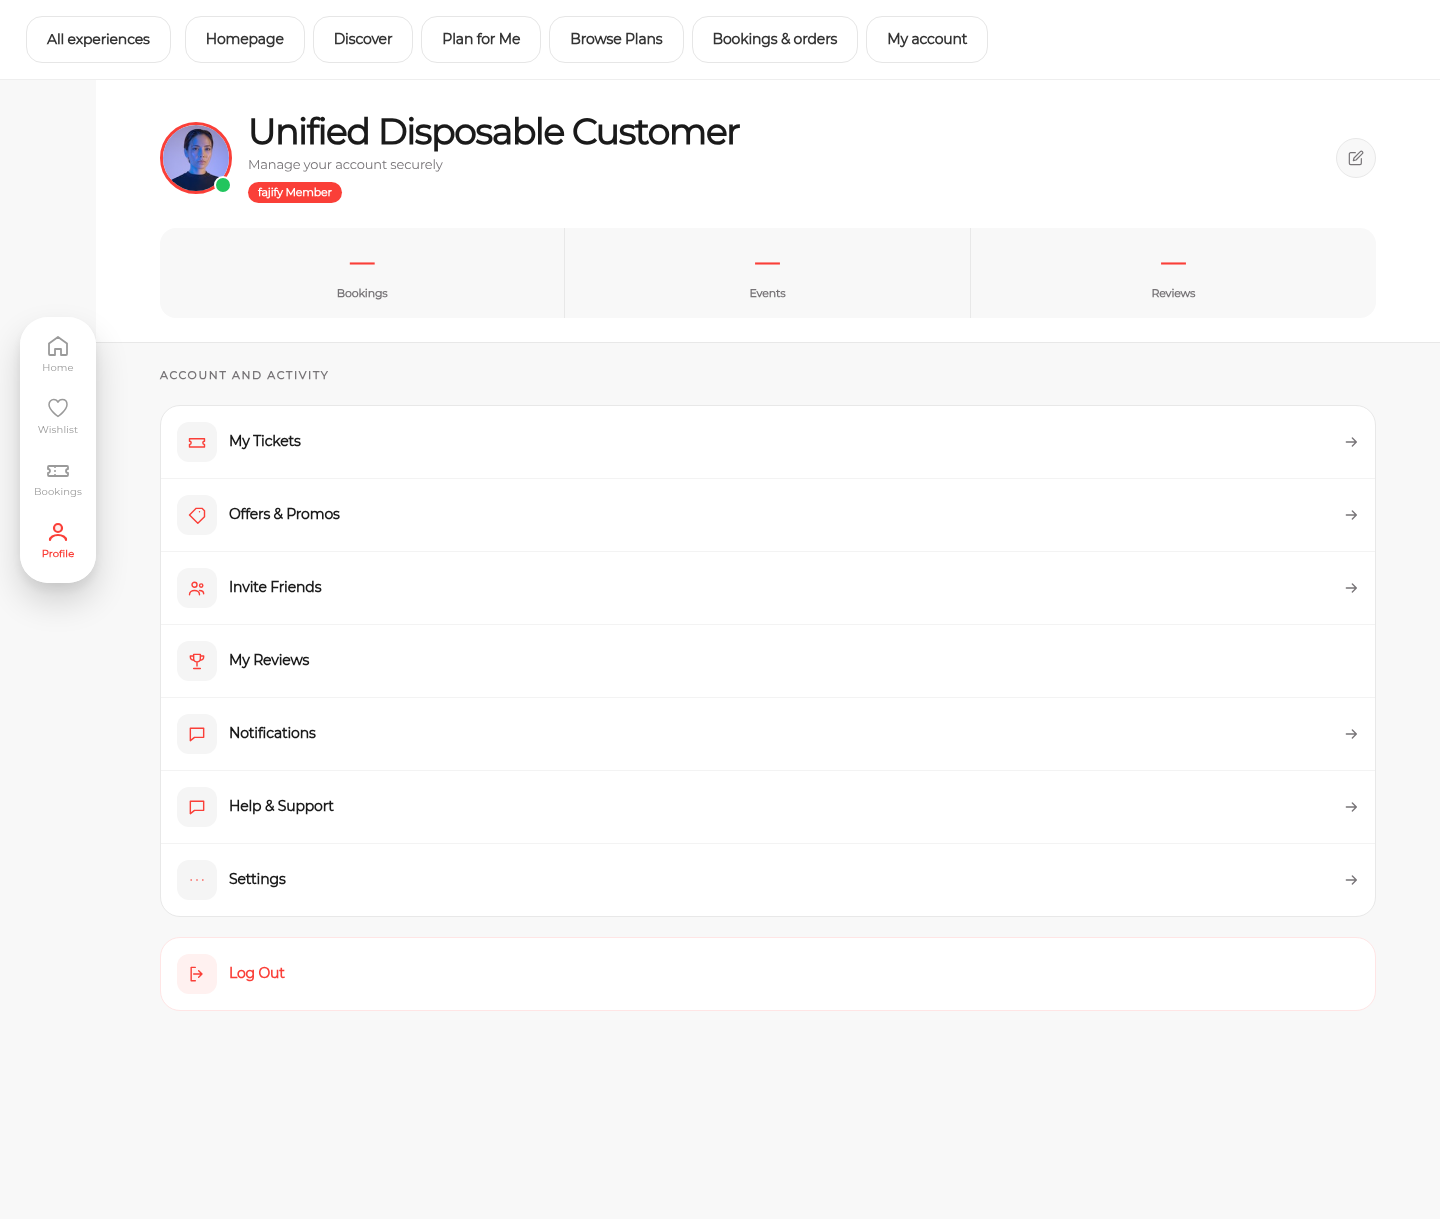 All experiences
Homepage
Discover
Plan for Me
Browse Plans
Bookings & orders
My account
Unified Disposable Customer
Manage your account securely
fajify Member
—
Bookings
—
Events
—
Reviews
Home
Wishlist
Bookings
Profile
ACCOUNT AND ACTIVITY
My Tickets
Offers & Promos
Invite Friends
My Reviews
Notifications
Help & Support
Settings
Log Out